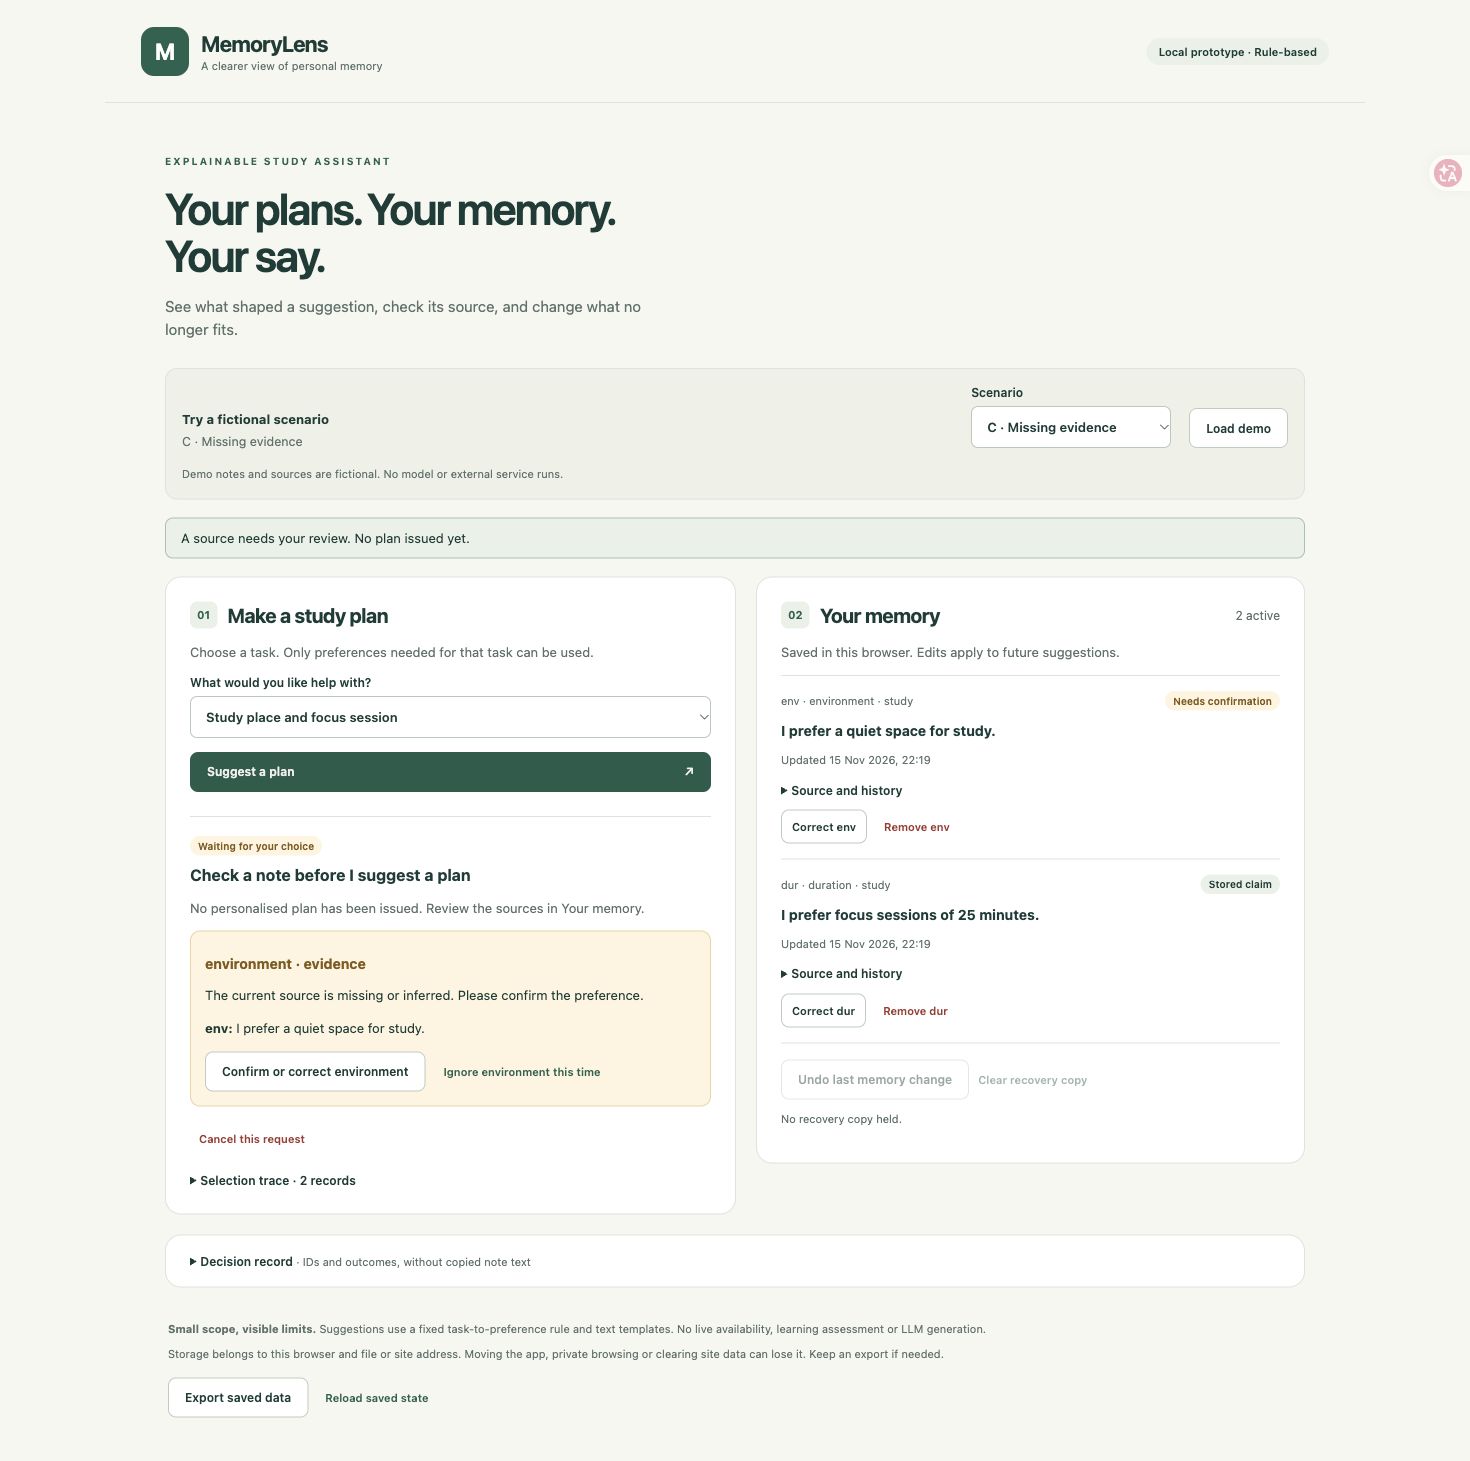 M
MemoryLens
A clearer view of personal memory
Local prototype · Rule-based
EXPLAINABLE STUDY ASSISTANT
Your plans. Your memory.
Your say.
See what shaped a suggestion, check its source, and change what no
longer fits.
Try a fictional scenario
C · Missing evidence
Demo notes and sources are fictional. No model or external service runs.
Scenario
C · Missing evidence
Load demo
A source needs your review. No plan issued yet.
01
Make a study plan
Choose a task. Only preferences needed for that task can be used.
What would you like help with?
Study place and focus session
Suggest a plan
Waiting for your choice
Check a note before I suggest a plan
No personalised plan has been issued. Review the sources in Your memory.
environment · evidence
The current source is missing or inferred. Please confirm the preference.
env: I prefer a quiet space for study.
Confirm or correct environment
Ignore environment this time
Cancel this request
Selection trace · 2 records
02
Your memory
2 active
Saved in this browser. Edits apply to future suggestions.
env · environment · study
Needs confirmation
I prefer a quiet space for study.
Updated 15 Nov 2026, 22:19
Source and history
Correct env
Remove env
dur · duration · study
Stored claim
I prefer focus sessions of 25 minutes.
Updated 15 Nov 2026, 22:19
Source and history
Correct dur
Remove dur
Undo last memory change
Clear recovery copy
No recovery copy held.
Decision record · IDs and outcomes, without copied note text
Small scope, visible limits. Suggestions use a fixed task-to-preference rule and text templates. No live availability, learning assessment or LLM generation.
Storage belongs to this browser and file or site address. Moving the app, private browsing or clearing site data can lose it. Keep an export if needed.
Export saved data
Reload saved state